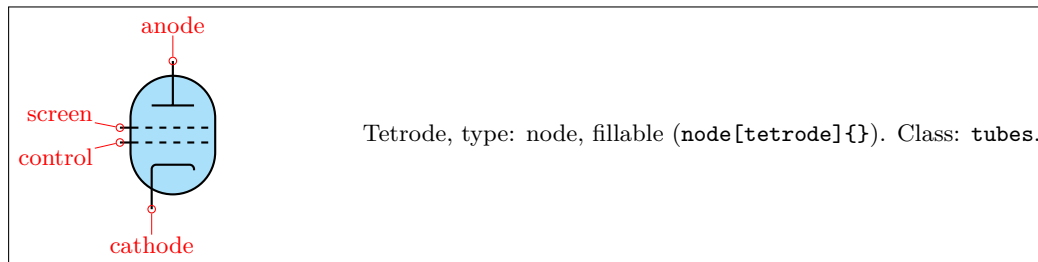 anode
screen
control
cathode
Tetrode, type: node, fillable (node[tetrode]{}). Class: tubes.